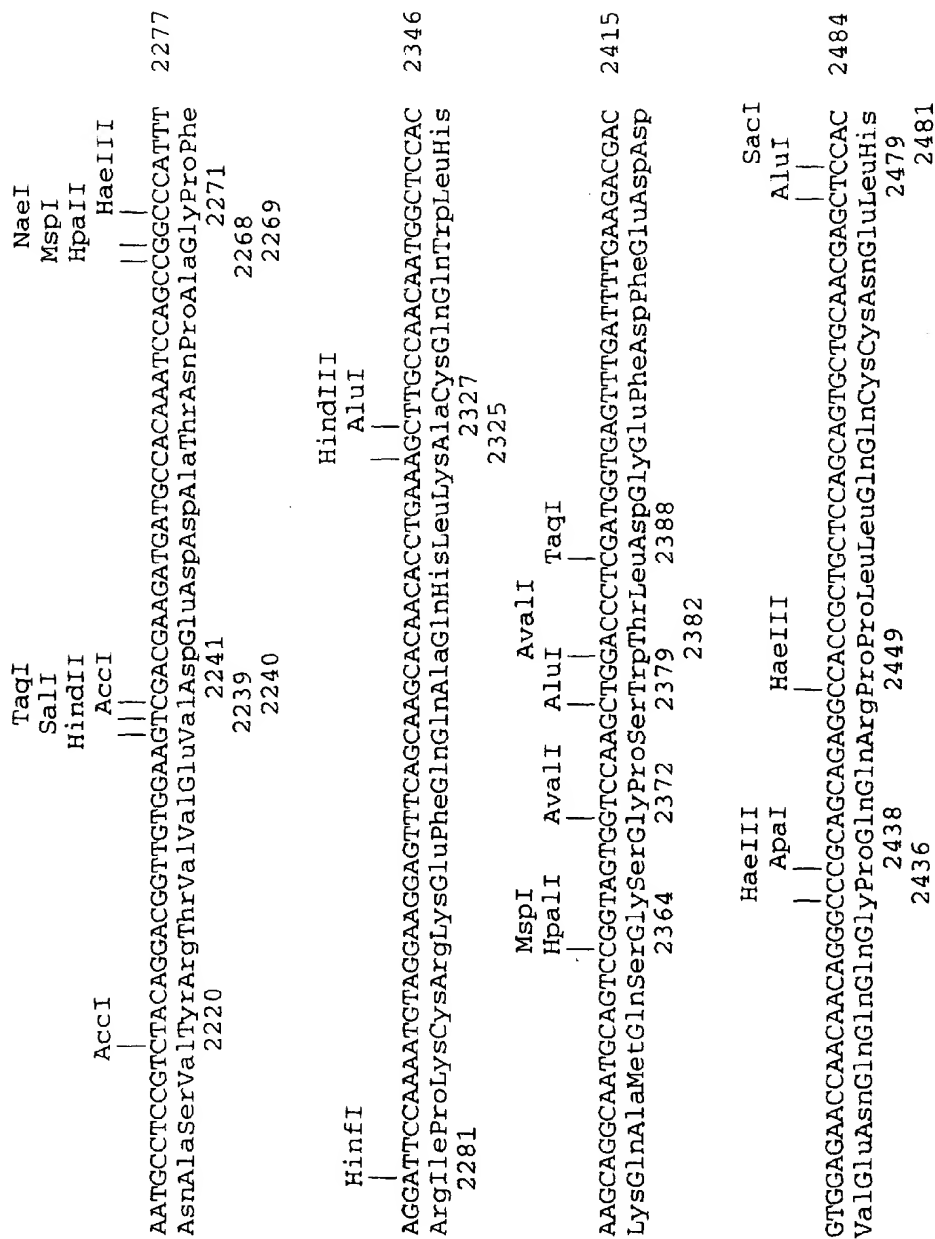 NaeI
TaqI MspI
SalI HpaII
HindII HaeIII
AccI AccI
AATGCCTCCGTCTACAGGACGGTTGTGGAAGTCGACGAAGATGATGCCACAAATCCAGCCGGCCCATTT 2277
AsnAlaSerValTyrArgThrValValGluValAspGluAspAspAlaThrAsnProAlaGlyProPhe
2220 2241 2271
2239 2268
2240 2269
HindIII
HinfI AluI
AGGATTCCAAAATGTAGGAAGGAGTTTCAGCAAGCACAACACCTGAAAGCTTGCCAACAATGGCTCCAC 2346
ArgIleProLysCysArgLysGluPheGlnGlnAlaGlnHisLeuLysAlaCysGlnGlnTrpLeuHis
2281 2327
2325
MspI AvaII
HpaII AvaII AluI TaqI
AAGCAGGCAATGCAGTCCGGTAGTGGTCCAAGCTGGACCCTCGATGGTGAGTTTGATTTTGAAGACGAC 2415
LysGlnAlaMetGlnSerGlySerGlyProSerTrpThrLeuAspGlyGluPheAspPheGluAspAsp
2364 2372 2379 2388
2382
HaeIII SacI
ApaI HaeIII AluI
GTGGAGAACCAACAACAGGGCCCGCAGCAGAGGCCACCGCTGCTCCAGCAGTGCTGCAACGAGCTCCAC 2484
ValGluAsnGlnGlnGlnGlyProGlnGlnArgProProLeuLeuGlnGlnCysCysAsnGluLeuHis
2438 2449 2479
2436 2481